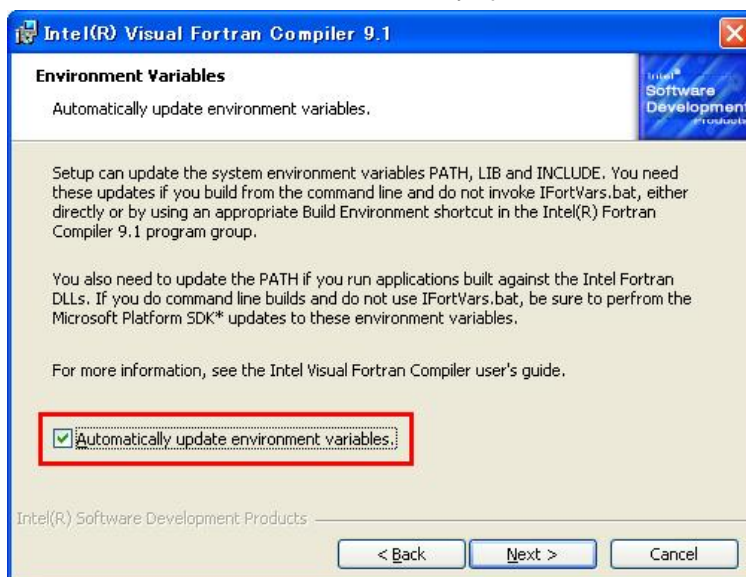 Intel(R) Visual Fortran Compiler 9.1
Environment Variables
Automatically update environment variables.
Intel®
Software
Development
Products
Setup can update the system environment variables PATH, LIB and INCLUDE. You need
these updates if you build from the command line and do not invoke IFortVars.bat, either
directly or by using an appropriate Build Environment shortcut in the Intel(R) Fortran
Compiler 9.1 program group.
You also need to update the PATH if you run applications built against the Intel Fortran
DLLs. If you do command line builds and do not use IFortVars.bat, be sure to perfrom the
Microsoft Platform SDK* updates to these environment variables.
For more information, see the Intel Visual Fortran Compiler user's guide.
Automatically update environment variables.
Intel(R) Software Development Products
< Back
Next >
Cancel